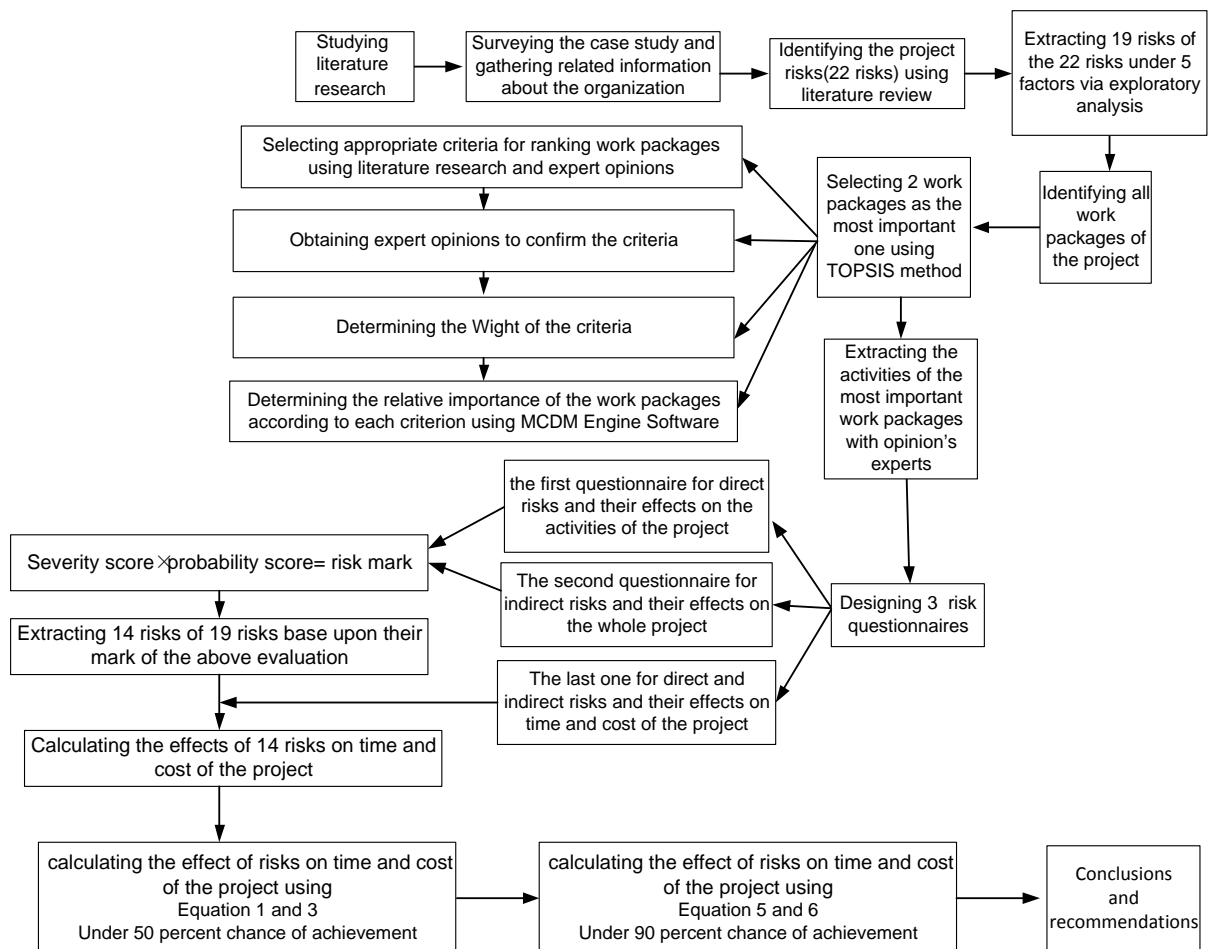 Studying
literature
research
Surveying the case study and
gathering related information
about the organization
Identifying the project
risks(22 risks) using
literature review
Extracting 19 risks of
the 22 risks under 5
factors via exploratory
analysis
Identifying all
work
packages of
the project
Selecting 2 work
packages as the
most important
one using
TOPSIS method
Selecting appropriate criteria for ranking work packages
using literature research and expert opinions
Obtaining expert opinions to confirm the criteria
Determining the Wight of the criteria
Determining the relative importance of the work packages
according to each criterion using MCDM Engine Software
Extracting the
activities of the
most important
work packages
with opinion's
experts
Designing 3 risk
questionnaires
the first questionnaire for direct
risks and their effects on the
activities of the project
The second questionnaire for
indirect risks and their effects on
the whole project
The last one for direct and
indirect risks and their effects on
time and cost of the project
Severity score×probability score= risk mark
Extracting 14 risks of 19 risks base upon their
mark of the above evaluation
Calculating the effects of 14 risks on time and
cost of the project
calculating the effect of risks on time and cost
of the project using
Equation 1 and 3
Under 50 percent chance of achievement
calculating the effect of risks on time and cost
of the project using
Equation 5 and 6
Under 90 percent chance of achievement
Conclusions
and
recommendations